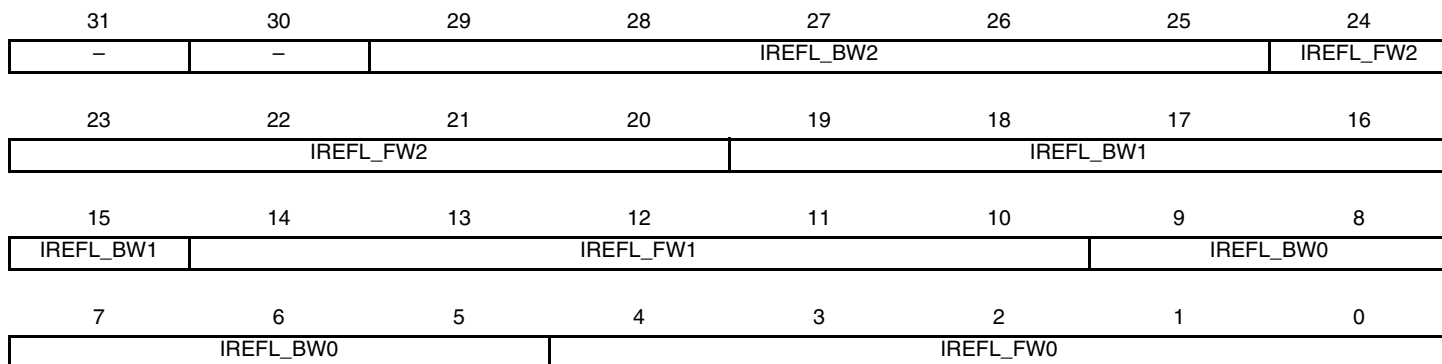 31 30 29 28 27 26 25 24
– – IREFL_BW2 IREFL_FW2
23 22 21 20 19 18 17 16
IREFL_FW2 IREFL_BW1
15 14 13 12 11 10 9 8
IREFL_BW1 IREFL_FW1 IREFL_BW0
7 6 5 4 3 2 1 0
IREFL_BW0 IREFL_FW0